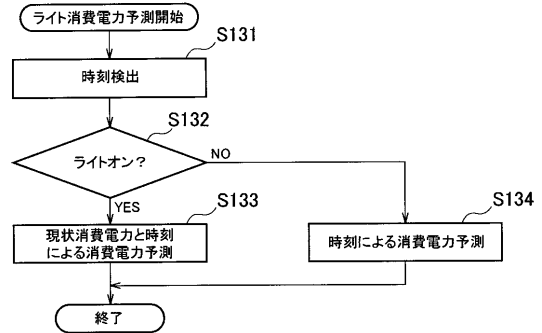 ライト消費電力予測開始
S131
時刻検出
S132
ライトオン？
NO
YES
S133
現状消費電力と時刻
による消費電力予測
S134
時刻による消費電力予測
終了